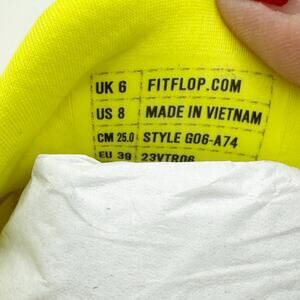 UK 6 FITFLOP.COM
US 8 MADE IN VIETNAM
CM 25.0 STYLE G06-A74
EU 39 23VTR06